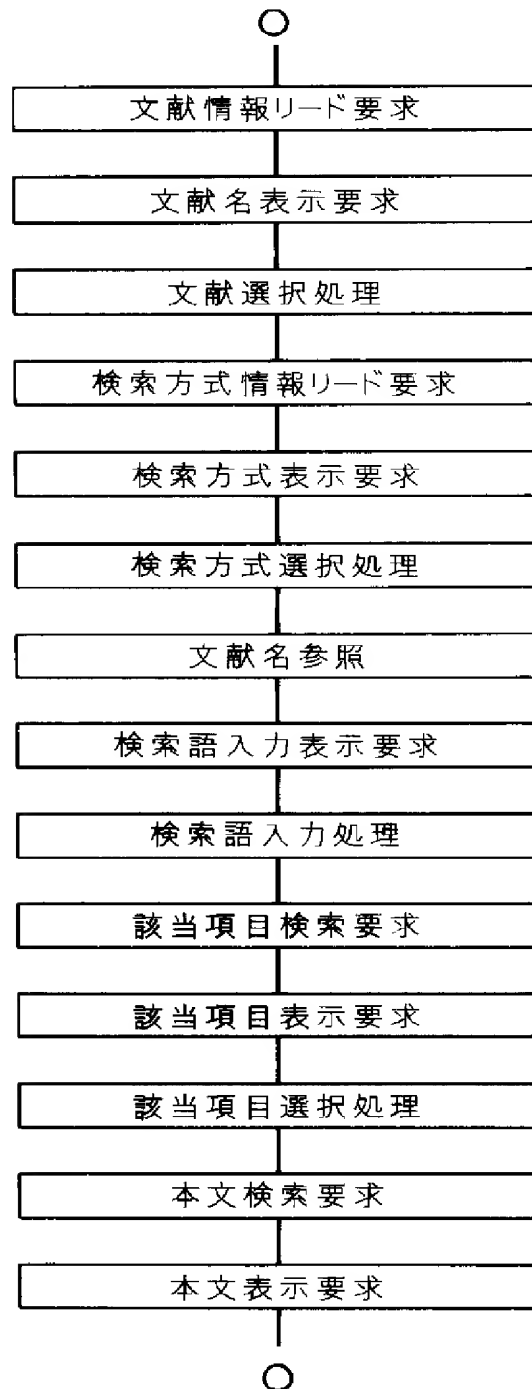 文献情報リード要求
文献名表示要求
文献選択処理
検索方式情報リード要求
検索方式表示要求
検索方式選択処理
文献名参照
検索語入力表示要求
検索語入力処理
該当項目検索要求
該当項目表示要求
該当項目選択処理
本文検索要求
本文表示要求